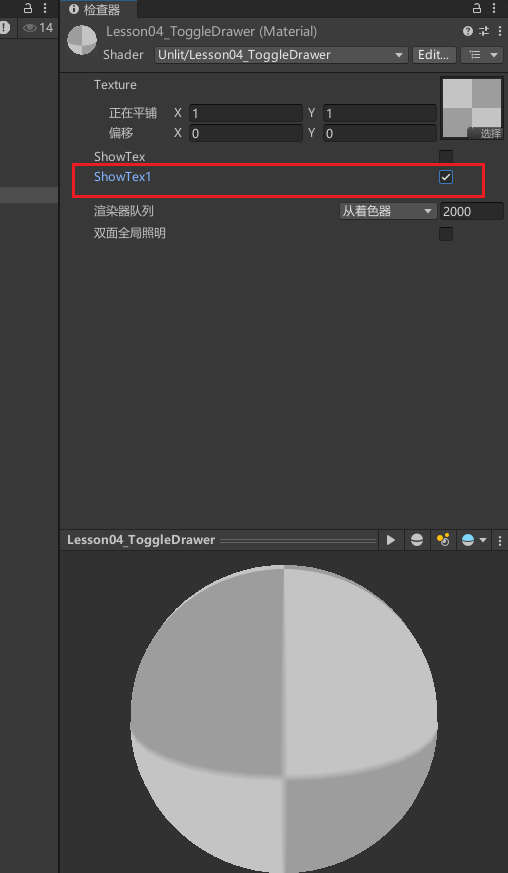 检查器
14
Lesson04_ToggleDrawer (Material)
Shader Unlit/Lesson04_ToggleDrawer Edit...
Texture
正在平铺 X 1 Y 1
偏移 X 0 Y 0
选择
ShowTex
ShowTex1
渲染器队列 从着色器 2000
双面全局照明
Lesson04_ToggleDrawer